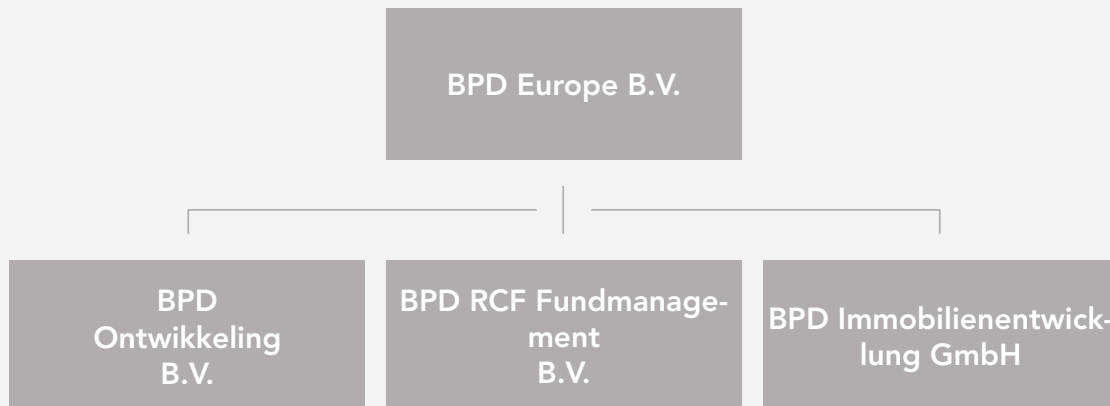 BPD Europe B.V.
BPD
Ontwikkeling
B.V.
BPD RCF Fundmanage-
ment
B.V.
BPD Immobilienentwick-
lung GmbH